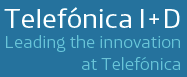 Telefónica I+D
Leading the innovation
at Telefónica